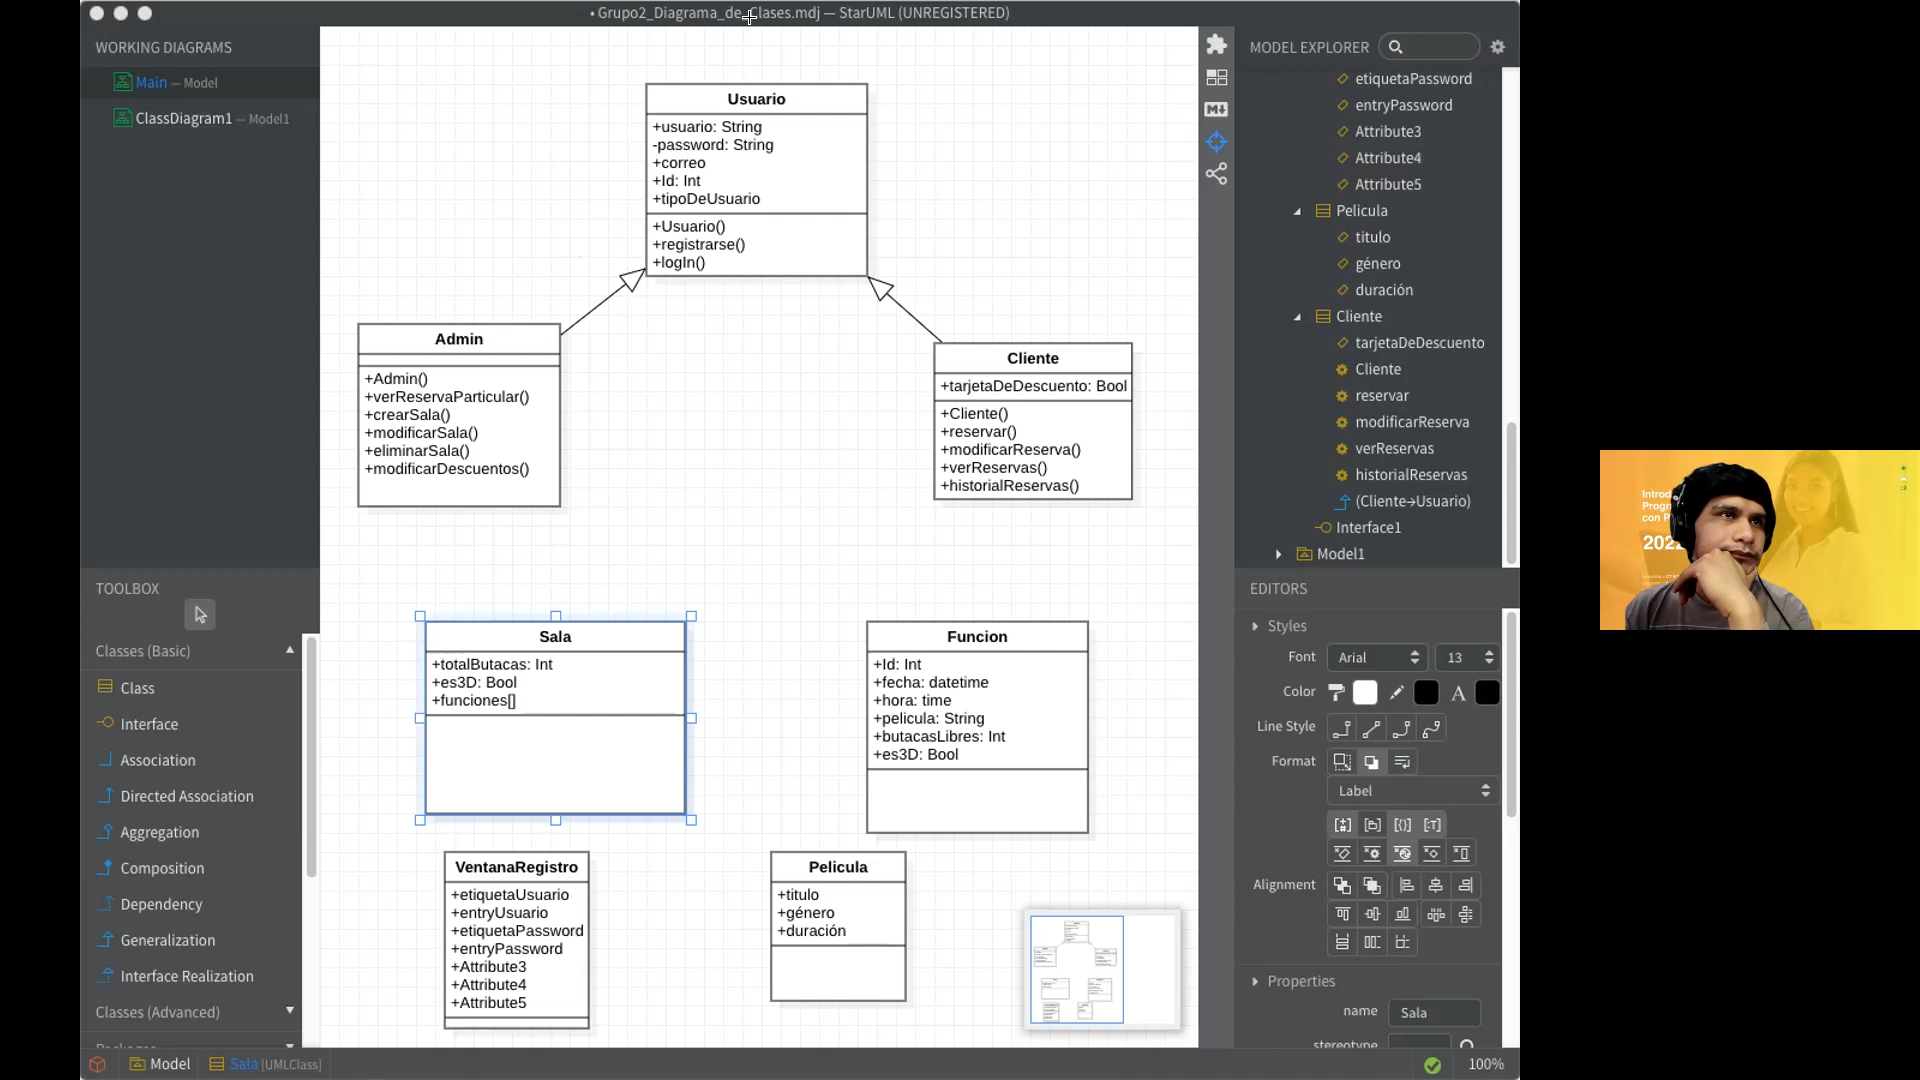 • Grupo2_Diagrama_de_Clases.mdj — StarUML (UNREGISTERED)
WORKING DIAGRAMS
Main — Model
ClassDiagram1 — Model1
TOOLBOX
Classes (Basic)
Class
Interface
Association
Directed Association
Aggregation
Composition
Dependency
Generalization
Interface Realization
Classes (Advanced)
Usuario
+usuario: String
-password: String
+correo
+Id: Int
+tipoDeUsuario
+Usuario()
+registrarse()
+logIn()
Admin
+Admin()
+verReservaParticular()
+crearSala()
+modificarSala()
+eliminarSala()
+modificarDescuentos()
Cliente
+tarjetaDeDescuento: Bool
+Cliente()
+reservar()
+modificarReserva()
+verReservas()
+historialReservas()
Sala
+totalButacas: Int
+es3D: Bool
+funciones[]
Funcion
+Id: Int
+fecha: datetime
+hora: time
+pelicula: String
+butacasLibres: Int
+es3D: Bool
VentanaRegistro
+etiquetaUsuario
+entryUsuario
+etiquetaPassword
+entryPassword
+Attribute3
+Attribute4
+Attribute5
Pelicula
+titulo
+género
+duración
MODEL EXPLORER
etiquetaPassword
entryPassword
Attribute3
Attribute4
Attribute5
Pelicula
titulo
género
duración
Cliente
tarjetaDeDescuento
Cliente
reservar
modificarReserva
verReservas
historialReservas
(Cliente→Usuario)
Interface1
Model1
EDITORS
Styles
Font Arial 13
Color A
Line Style
Format
Label
Alignment
Properties
name Sala
stereotype
Model Sala [UMLClass]
100%